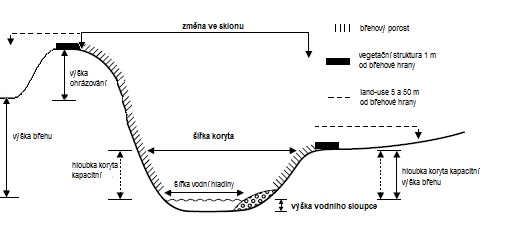 změna ve sklonu
břehový porost
vegetační struktura 1 m
od břehové hrany
výška
ohrázování
land-use 5 a 50 m
od břehové hrany
výška břehu
šířka koryta
hloubka koryta
kapacitní
hloubka koryta kapacitní
výška břehu
šířka vodní hladiny
výška vodního sloupce